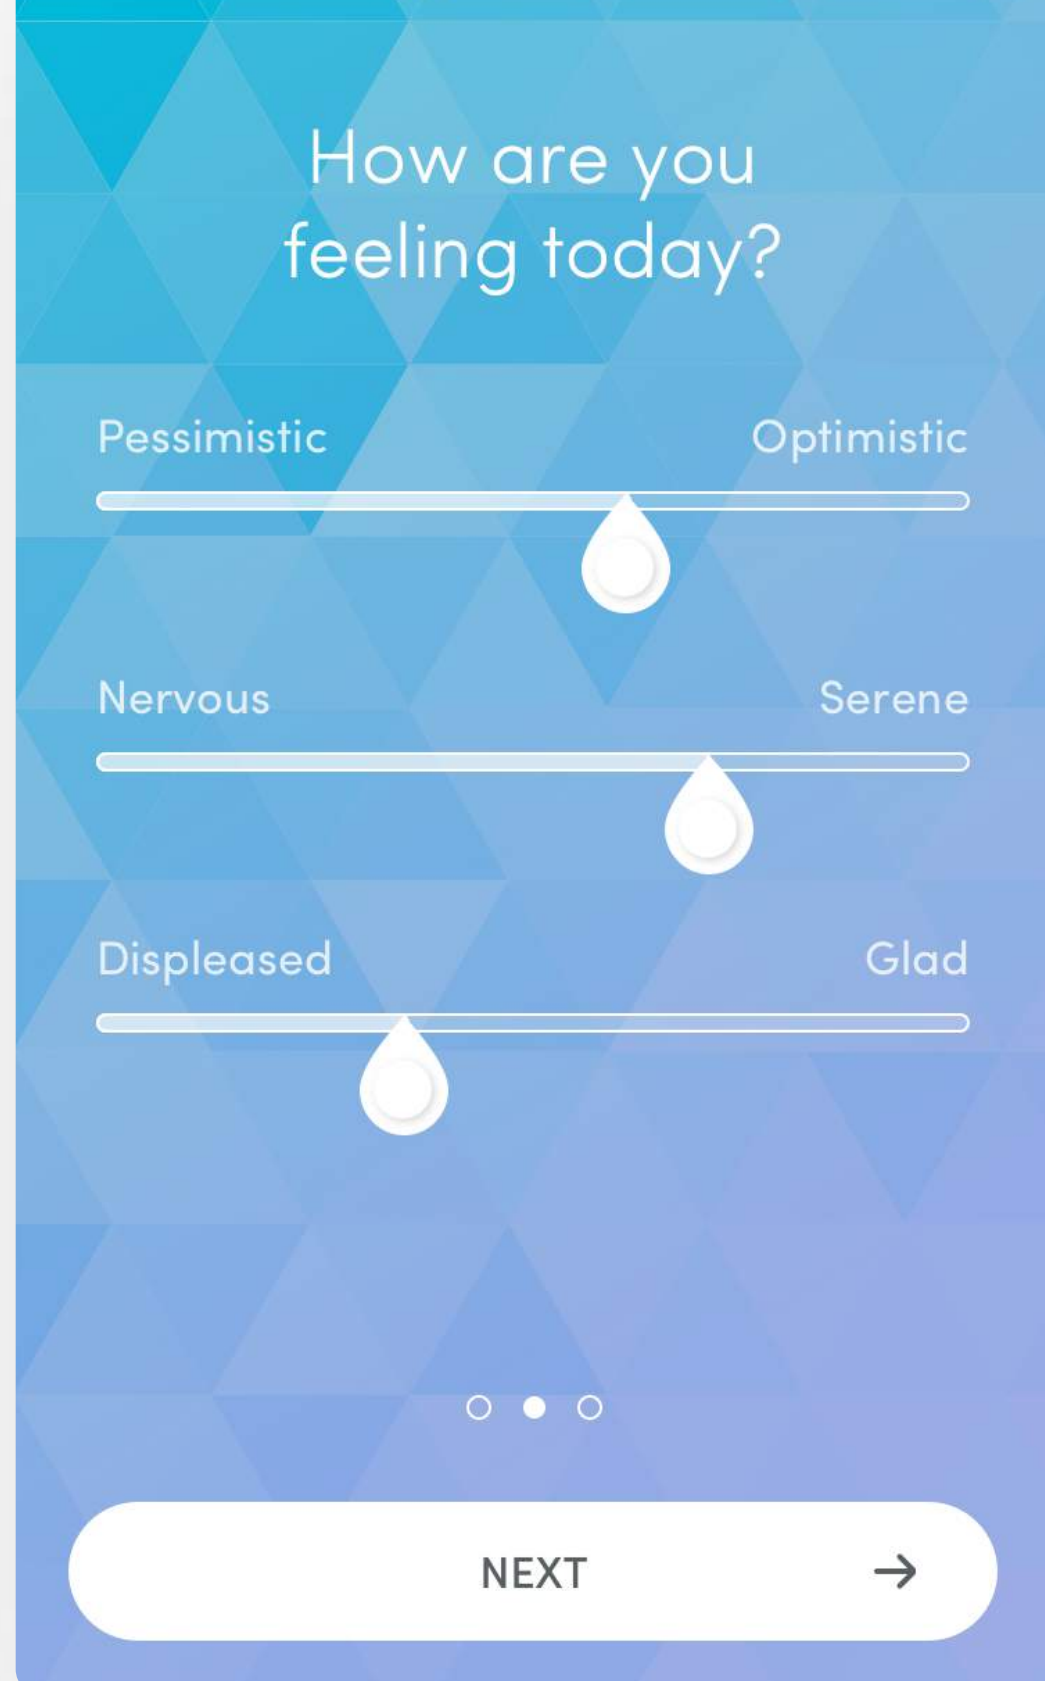 How are you
feeling today?
Pessimistic Optimistic
Nervous Serene
Displeased Glad
NEXT